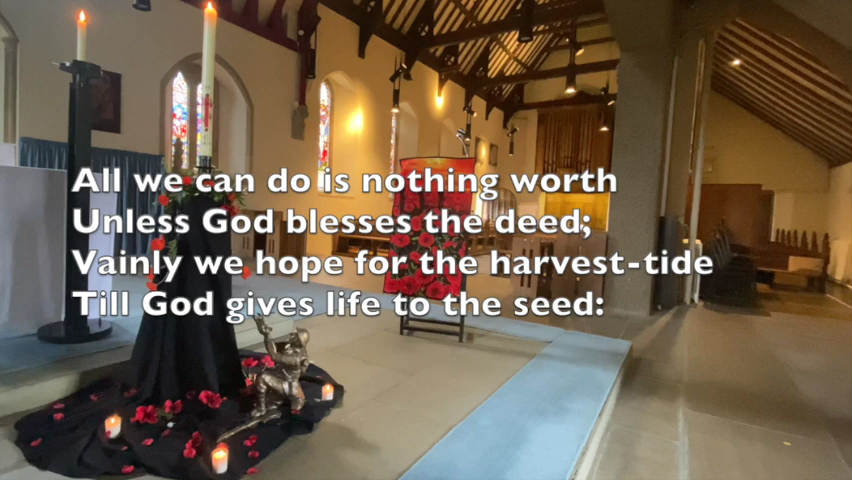 All we can do is nothing worth
Unless God blesses the deed;
Vainly we hope for the harvest-tide
Till God gives life to the seed: